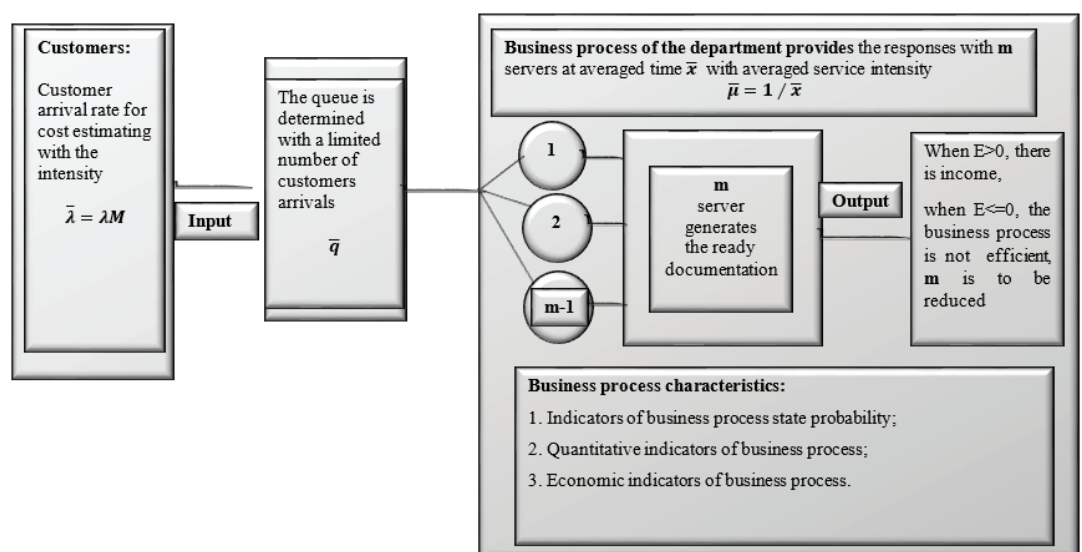 Customers:
Customer
arrival rate for
cost estimating
with the
intensity
λ̅ = λM
Input
The queue is
determined
with a limited
number of
customers
arrivals
q̅
Business process of the department provides the responses with m
servers at averaged time x̅ with averaged service intensity
μ̅ = 1 / x̅
1
2
m-1
m
server
generates
the ready
documentation
Output
When E>0, there
is income,
when E<=0, the
business process
is not efficient,
m is to be
reduced
Business process characteristics:
1. Indicators of business process state probability;
2. Quantitative indicators of business process;
3. Economic indicators of business process.